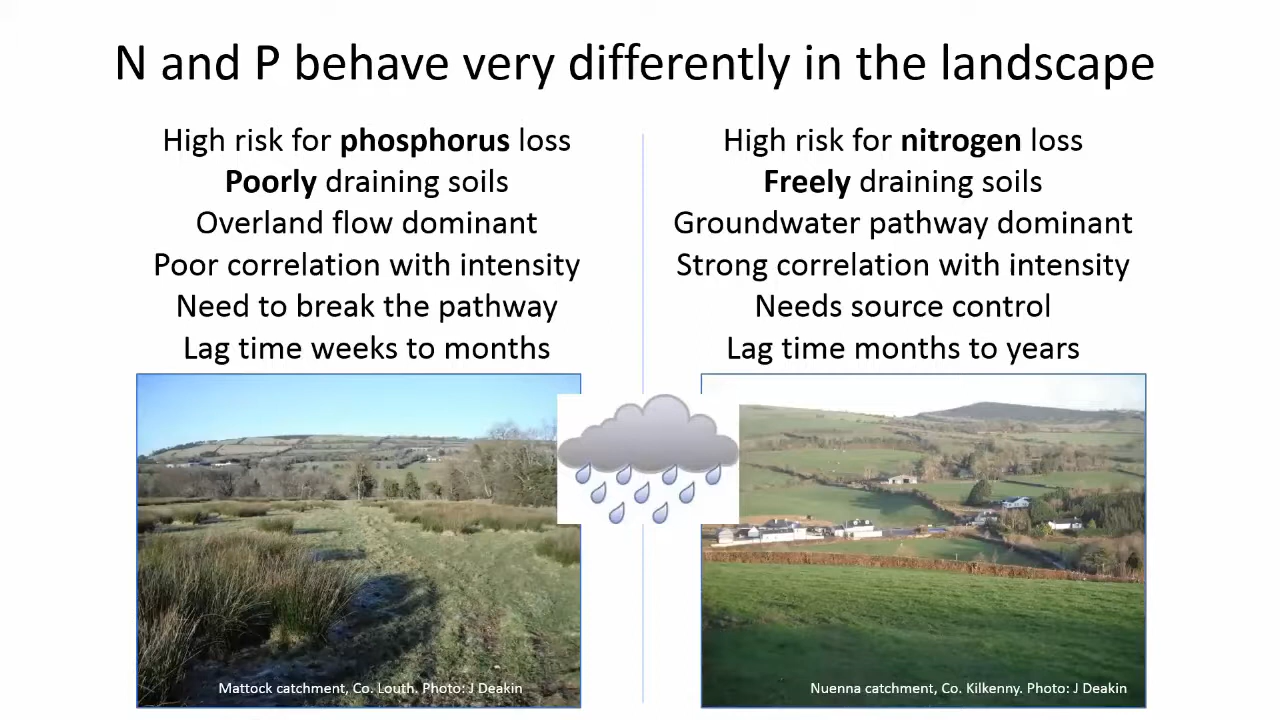 N and P behave very differently in the landscape
High risk for phosphorus loss
Poorly draining soils
Overland flow dominant
Poor correlation with intensity
Need to break the pathway
Lag time weeks to months
High risk for nitrogen loss
Freely draining soils
Groundwater pathway dominant
Strong correlation with intensity
Needs source control
Lag time months to years
Mattock catchment, Co. Louth. Photo: J Deakin
Nuenna catchment, Co. Kilkenny. Photo: J Deakin